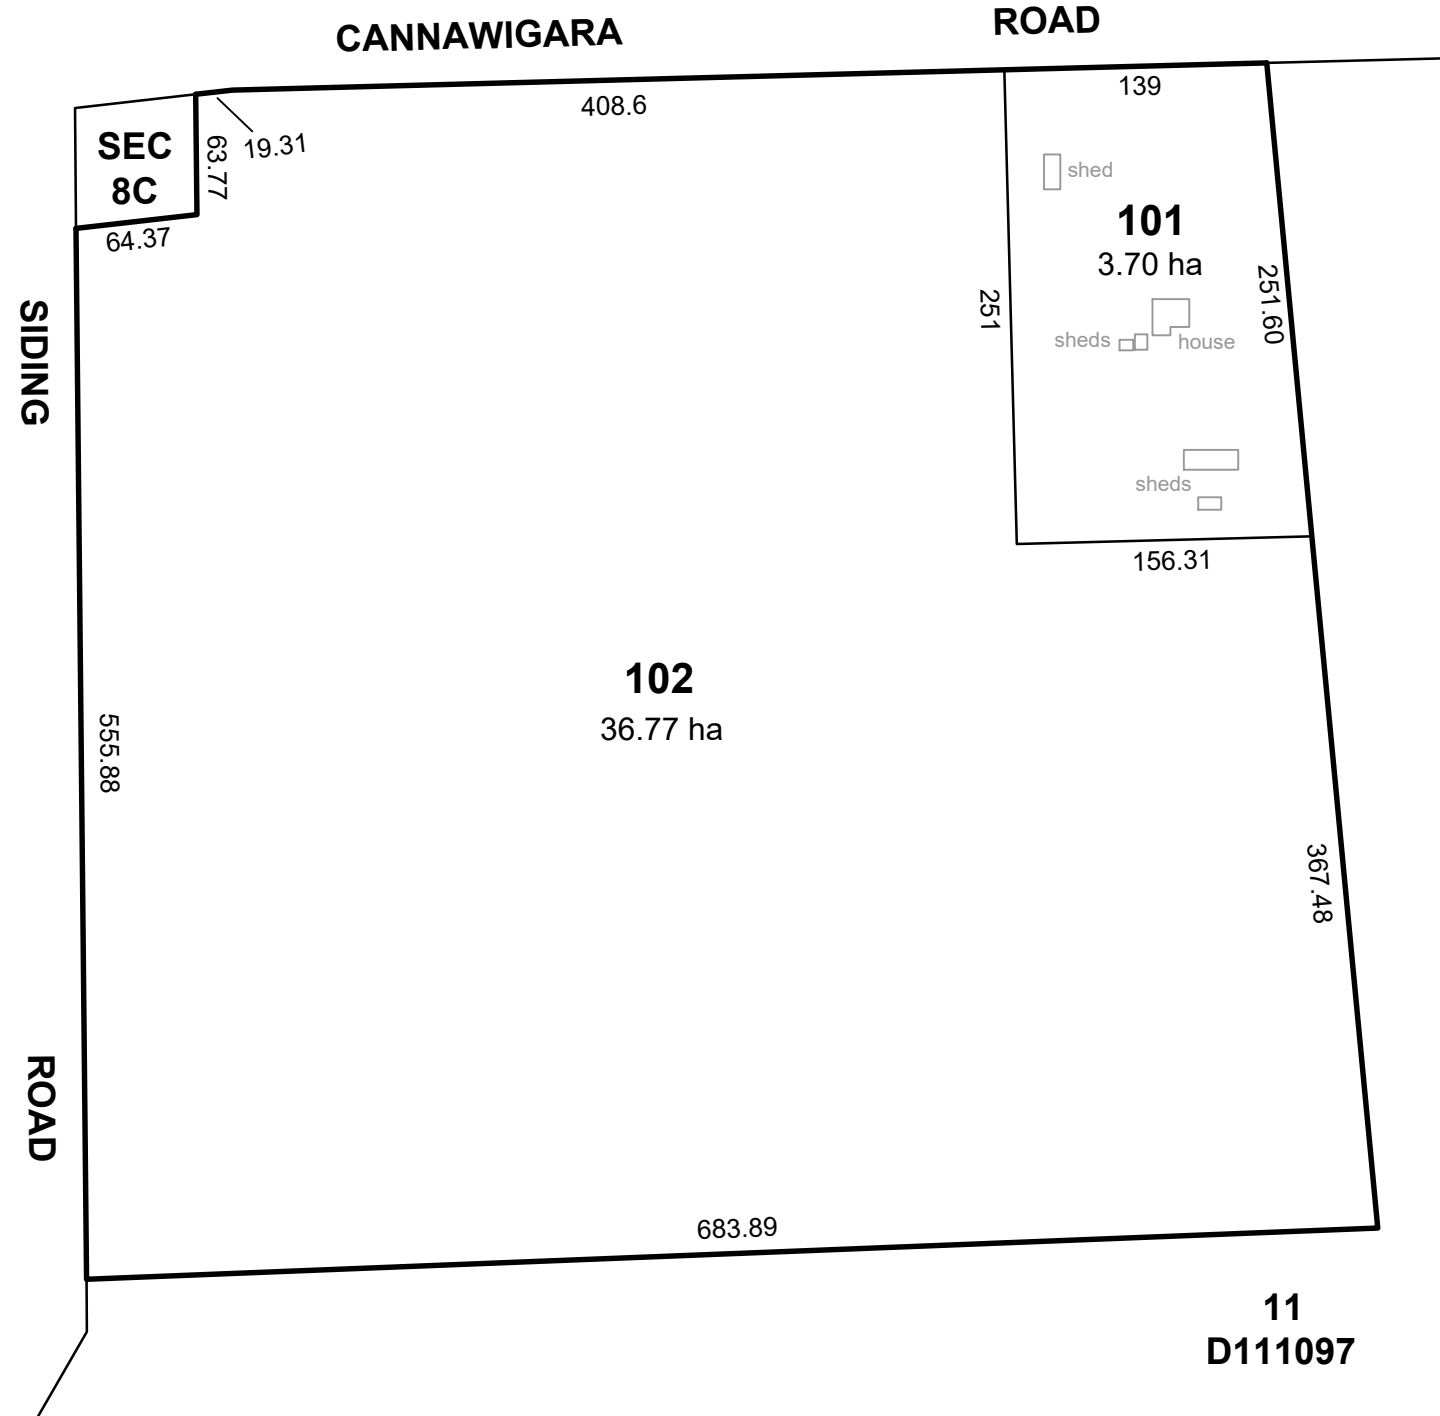 CANNAWIGARA ROAD
139
408.6
19.31
63.77
SEC
8C
64.37
shed
101
3.70 ha
251
251.60
sheds
house
sheds
156.31
SIDING
ROAD
102
36.77 ha
555.88
367.48
683.89
11
D111097